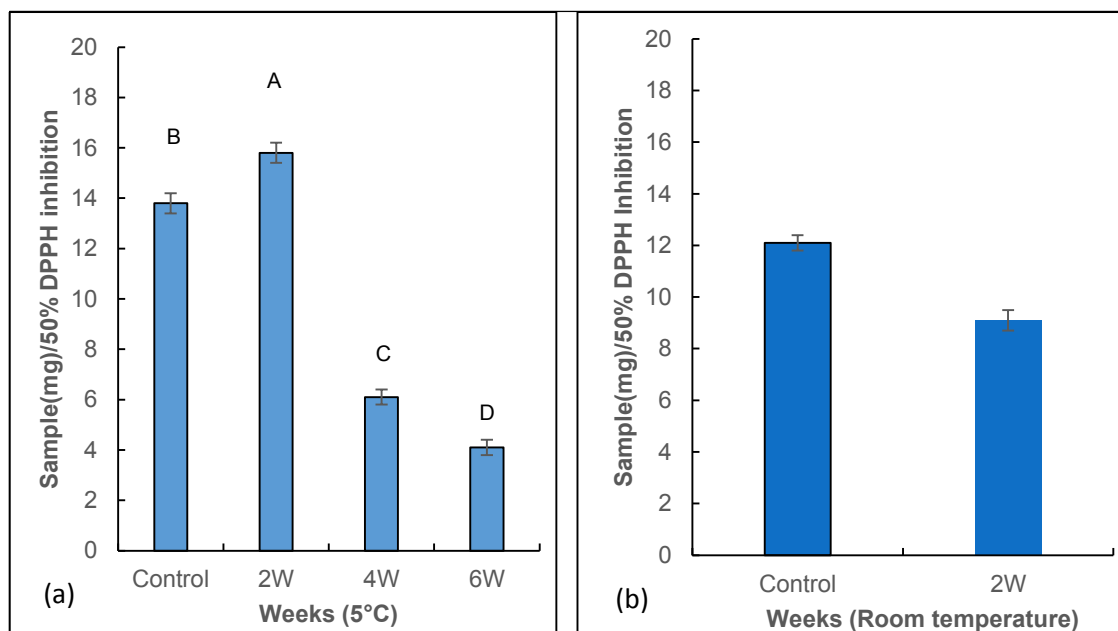 Sample(mg)/50% DPPH inhibition
20
18
16
14
12
10
8
6
4
2
0
B
A
C
D
Control 2W 4W 6W
Weeks (5°C)
(a)
Sample(mg)/50% DPPH Inhibition
20
18
16
14
12
10
8
6
4
2
0
Control 2W
Weeks (Room temperature)
(b)